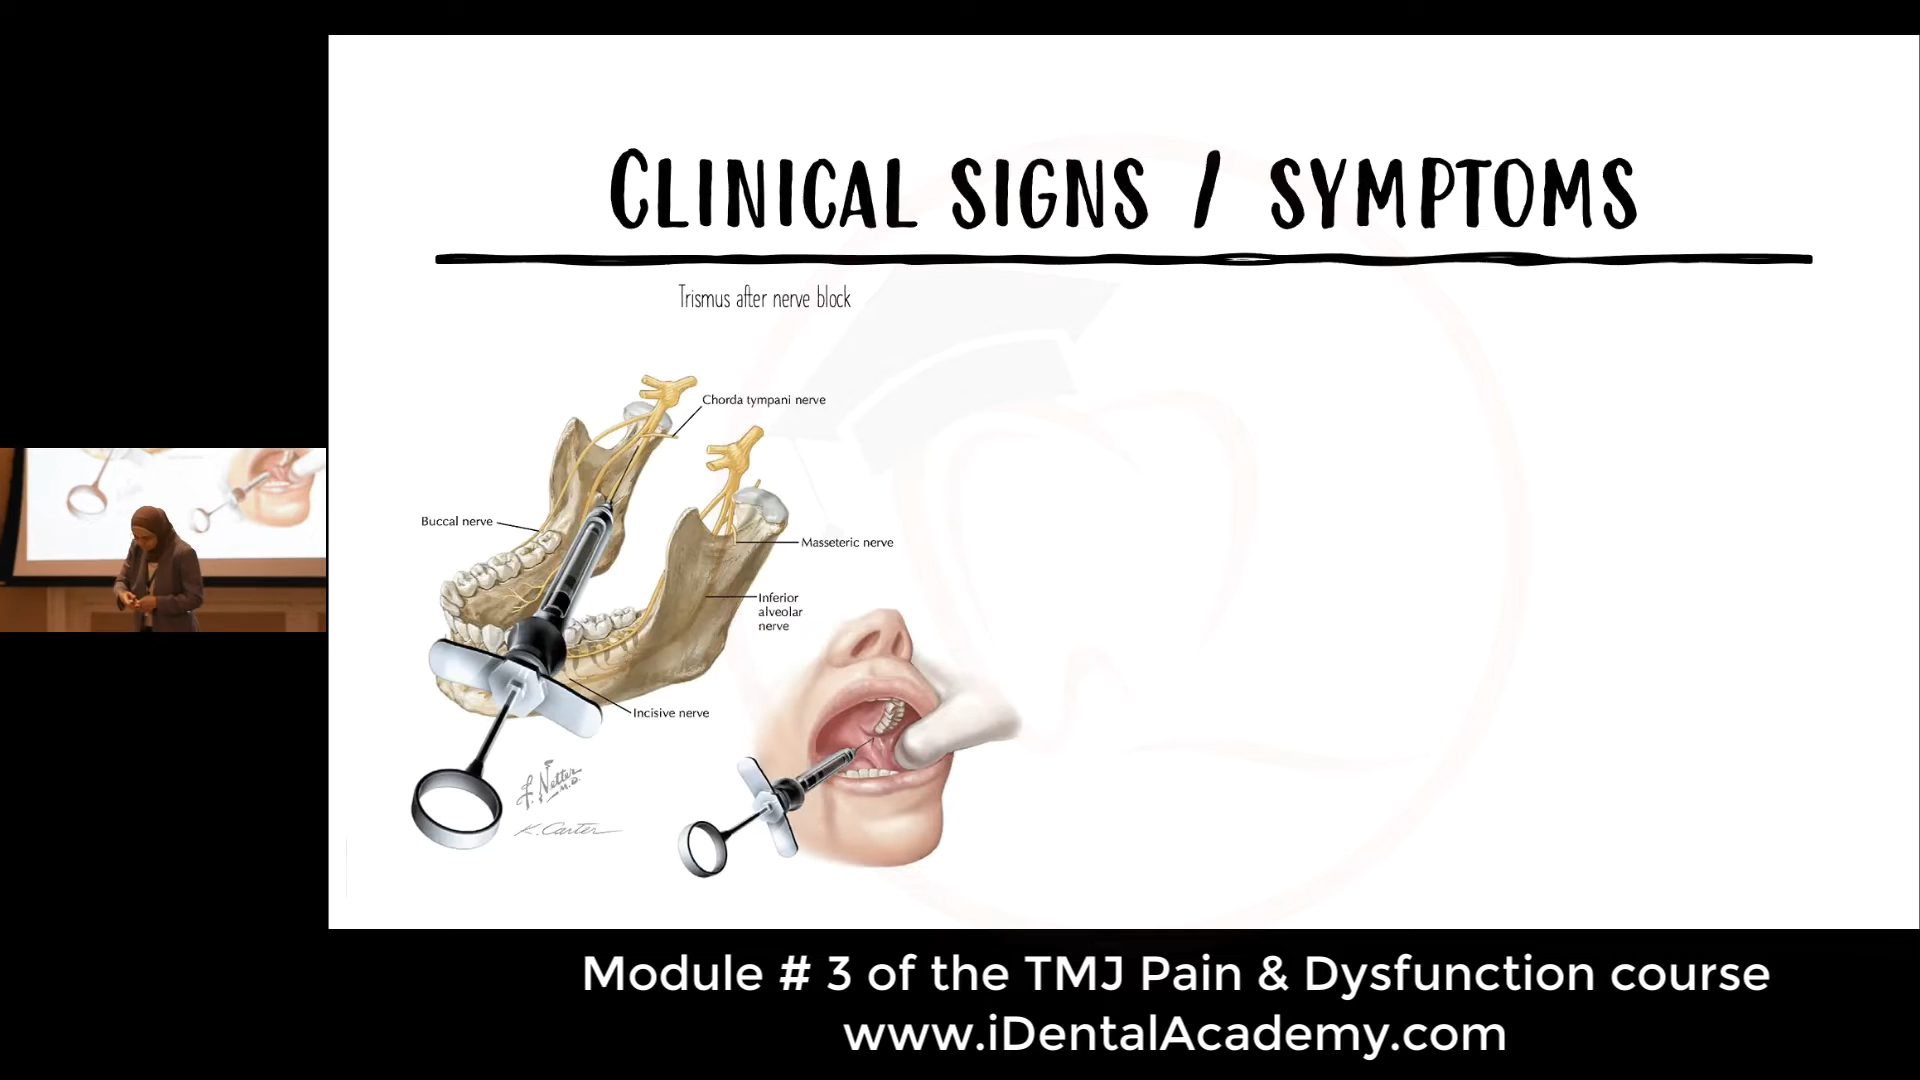 CLINICAL SIGNS / SYMPTOMS
Trismus after nerve block
Chorda tympani nerve
Buccal nerve
Masseteric nerve
Inferior
alveolar
nerve
Incisive nerve
F. Netter
M.D.
K. Carter
Module # 3 of the TMJ Pain & Dysfunction course
www.iDentalAcademy.com